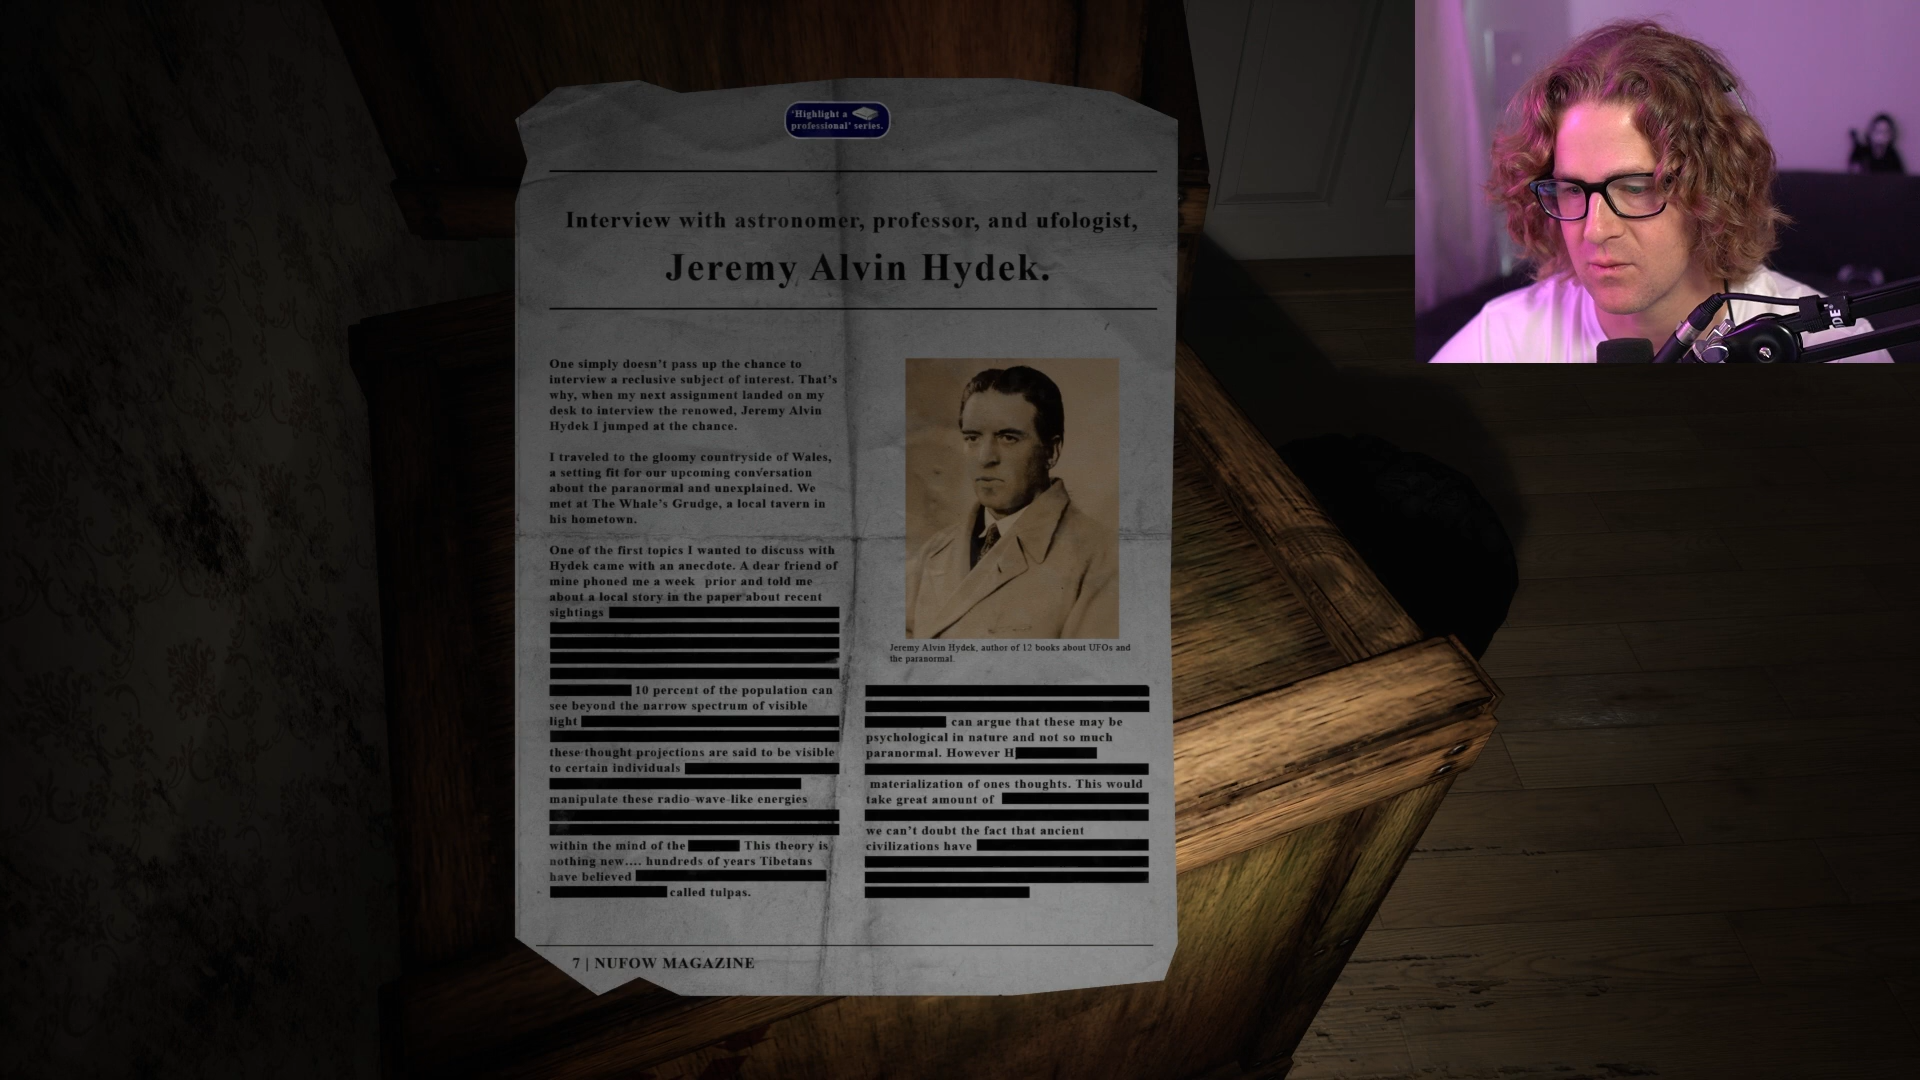 'Highlight a
professional' series.
Interview with astronomer, professor, and ufologist,
Jeremy Alvin Hydek.
One simply doesn't pass up the chance to
interview a reclusive subject of interest. That's
why, when my next assignment landed on my
desk to interview the renowed, Jeremy Alvin
Hydek I jumped at the chance.
I traveled to the gloomy countryside of Wales,
a setting fit for our upcoming conversation
about the paranormal and unexplained. We
met at The Whale's Grudge, a local tavern in
his hometown.
One of the first topics I wanted to discuss with
Hydek came with an anecdote. A dear friend of
mine phoned me a week prior and told me
about a local story in the paper about recent
sightings
10 percent of the population can
see beyond the narrow spectrum of visible
light
these thought projections are said to be visible
to certain individuals
manipulate these radio-wave-like energies
within the mind of the This theory is
nothing new.... hundreds of years Tibetans
have believed
called tulpas.
Jeremy Alvin Hydek, author of 12 books about UFOs and
the paranormal.
can argue that these may be
psychological in nature and not so much
paranormal. However H
materialization of ones thoughts. This would
take great amount of
we can't doubt the fact that ancient
civilizations have
7 | NUFOW MAGAZINE